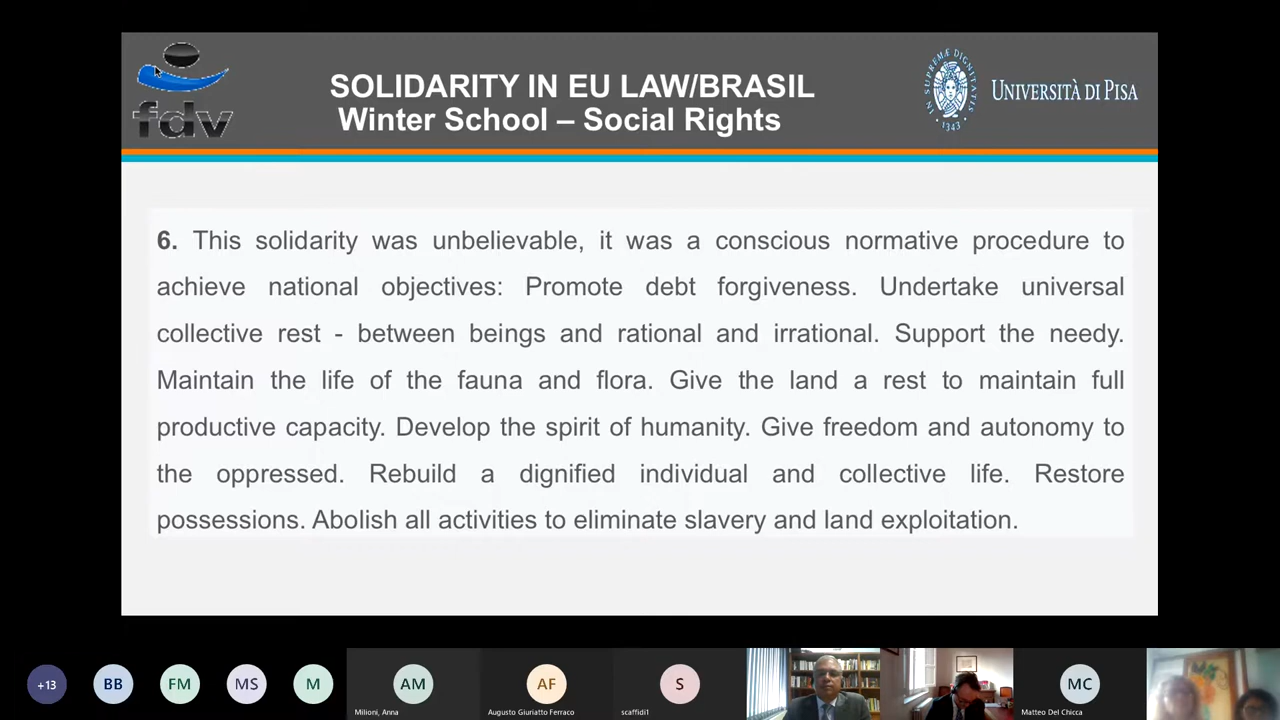 fdv
SOLIDARITY IN EU LAW/BRASIL
Winter School – Social Rights
IN SUPREMÆ DIGNITATIS
1343
UNIVERSITÀ DI PISA
6. This solidarity was unbelievable, it was a conscious normative procedure to
achieve national objectives: Promote debt forgiveness. Undertake universal
collective rest - between beings and rational and irrational. Support the needy.
Maintain the life of the fauna and flora. Give the land a rest to maintain full
productive capacity. Develop the spirit of humanity. Give freedom and autonomy to
the oppressed. Rebuild a dignified individual and collective life. Restore
possessions. Abolish all activities to eliminate slavery and land exploitation.
+13
BB
FM
MS
M
AM
Milioni, Anna
AF
Augusto Giuriatto Ferraco
S
scaffidi1
MC
Matteo Del Chicca